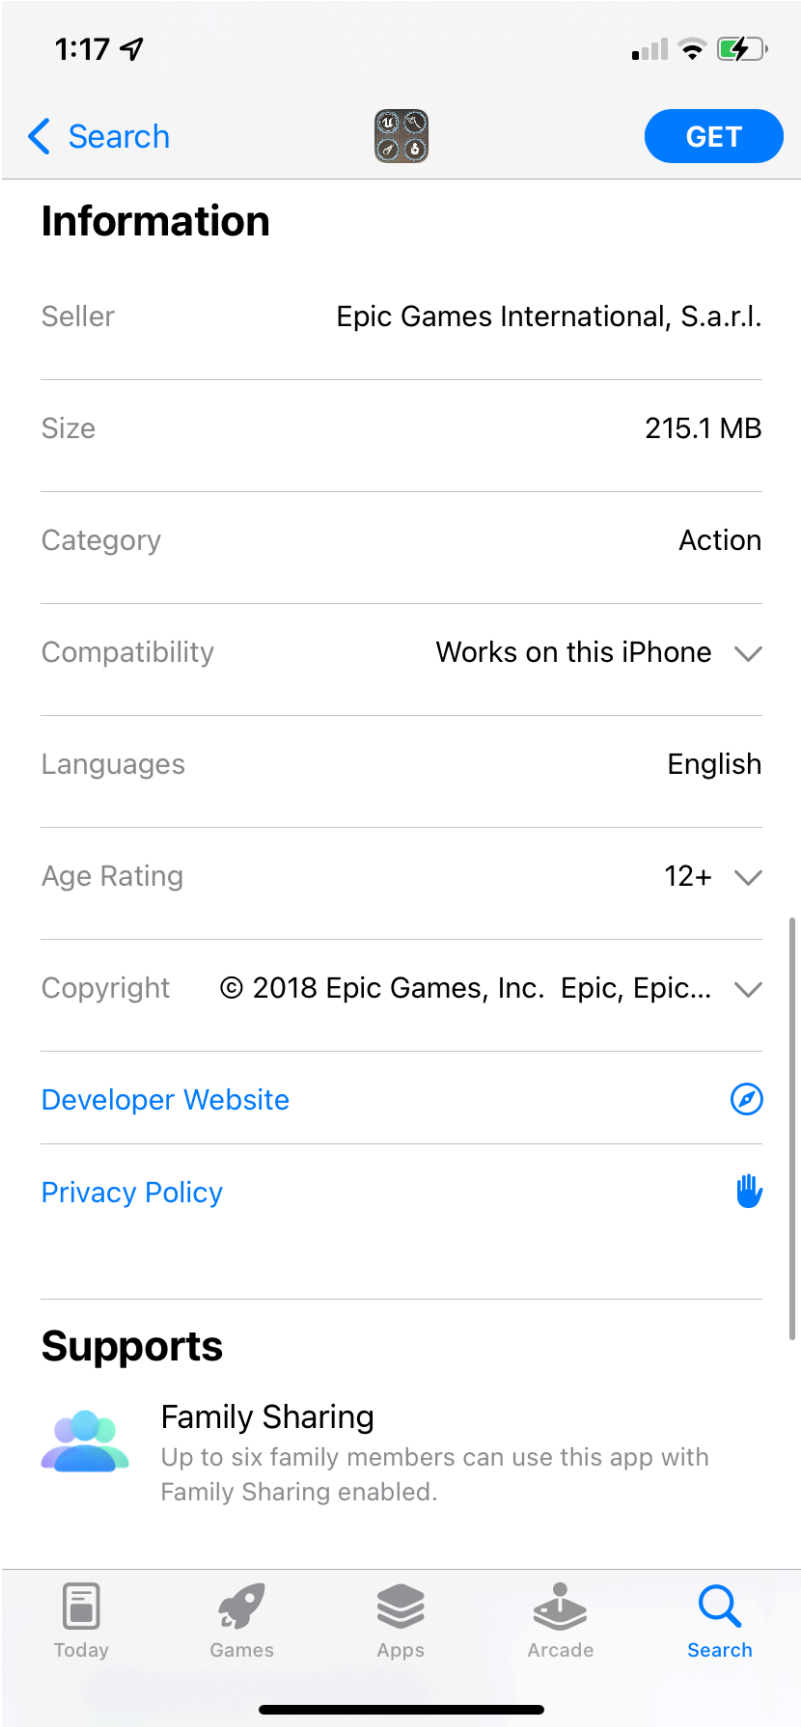 1:17
Search
GET
Information
Seller Epic Games International, S.a.r.l.
Size 215.1 MB
Category Action
Compatibility Works on this iPhone
Languages English
Age Rating 12+
Copyright © 2018 Epic Games, Inc. Epic, Epic...
Developer Website
Privacy Policy
Supports
Family Sharing
Up to six family members can use this app with
Family Sharing enabled.
Today Games Apps Arcade Search